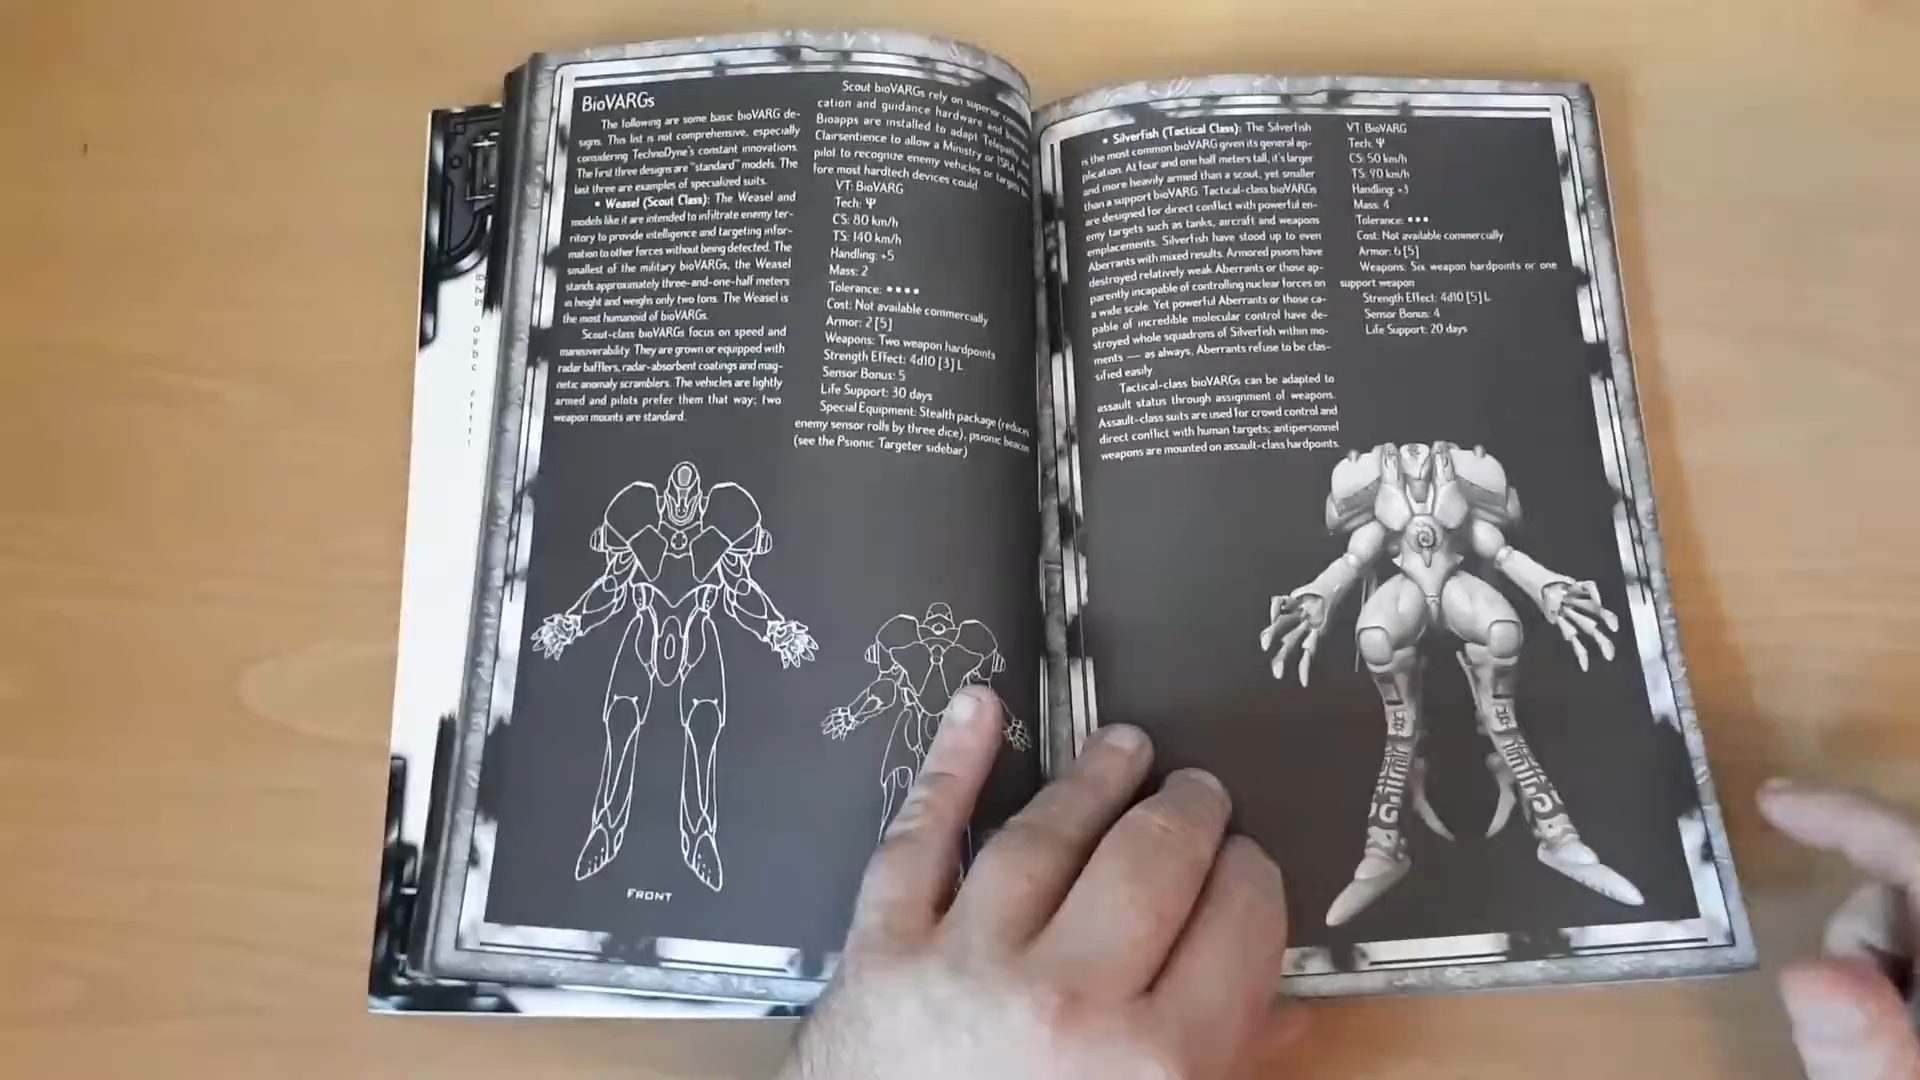 BioVARGs
The following are some basic bioVARG de-
signs. This list is not comprehensive, especially
considering TechnoDyne's constant innovations.
The first three designs are "standard" models. The
last three are examples of specialized suits.
• Weasel (Scout Class): The Weasel and
models like it are intended to infiltrate enemy ter-
ritory to provide intelligence and targeting infor-
mation to other forces without being detected. The
smallest of the military bioVARGs, the Weasel
stands approximately three-and-one-half meters
in height and weighs only two tons. The Weasel is
the most humanoid of bioVARGs.
Scout-class bioVARGs focus on speed and
maneuverability. They are grown or equipped with
radar bafflers, radar-absorbent coatings and mag-
netic anomaly scramblers. The vehicles are lightly
armed and pilots prefer them that way; two
weapon mounts are standard.
Scout bioVARGs rely on superior
cation and guidance hardware and
Bioapps are installed to adapt
Clairsentience to allow a Ministry or ISRA
pilot to recognize enemy vehicles or targets
fore most hardtech devices could.
VT: BioVARG
Tech: Ψ
CS: 80 km/h
TS: 140 km/h
Handling: +5
Mass: 2
Tolerance: ••••
Cost: Not available commercially
Armor: 2 [5]
Weapons: Two weapon hardpoints
Strength Effect: 4d10 [3] L
Sensor Bonus: 5
Life Support: 30 days
Special Equipment: Stealth package (reduces
enemy sensor rolls by three dice), psionic beacon
(see the Psionic Targeter sidebar)
FRONT
• Silverfish (Tactical Class): The Silverfish
is the most common bioVARG given its general ap-
plication. At four and one half meters tall, it's larger
and more heavily armed than a scout, yet smaller
than a support bioVARG. Tactical-class bioVARGs
are designed for direct conflict with powerful en-
emy targets such as tanks, aircraft and weapons
emplacements. Silverfish have stood up to even
Aberrants with mixed results. Armored psions have
destroyed relatively weak Aberrants or those ap-
parently incapable of controlling nuclear forces on
a wide scale. Yet powerful Aberrants or those ca-
pable of incredible molecular control have de-
stroyed whole squadrons of Silverfish within mo-
ments — as always, Aberrants refuse to be clas-
sified easily.
Tactical-class bioVARGs can be adapted to
assault status through assignment of weapons.
Assault-class suits are used for crowd control and
direct conflict with human targets; antipersonnel
weapons are mounted on assault-class hardpoints.
VT: BioVARG
Tech: Ψ
CS: 50 km/h
TS: 90 km/h
Handling: +3
Mass: 4
Tolerance: •••
Cost: Not available commercially
Armor: 6 [5]
Weapons: Six weapon hardpoints or one
support weapon
Strength Effect: 4d10 [5] L
Sensor Bonus: 4
Life Support: 20 days